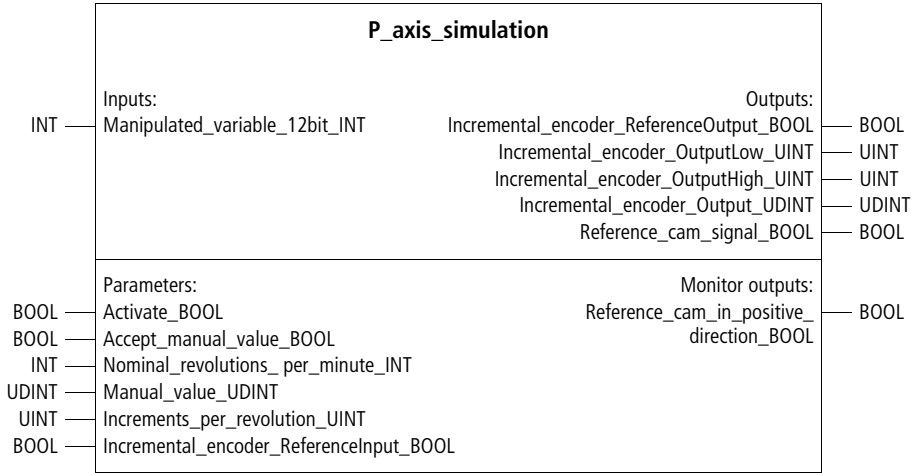 P_axis_simulation
Inputs: Outputs:
INT Manipulated_variable_12bit_INT Incremental_encoder_ReferenceOutput_BOOL BOOL
Incremental_encoder_OutputLow_UINT UINT
Incremental_encoder_OutputHigh_UINT UINT
Incremental_encoder_Output_UDINT UDINT
Reference_cam_signal_BOOL BOOL
Parameters: Monitor outputs:
BOOL Activate_BOOL Reference_cam_in_positive_ BOOL
BOOL Accept_manual_value_BOOL direction_BOOL
INT Nominal_revolutions_ per_minute_INT
UDINT Manual_value_UDINT
UINT Increments_per_revolution_UINT
BOOL Incremental_encoder_ReferenceInput_BOOL